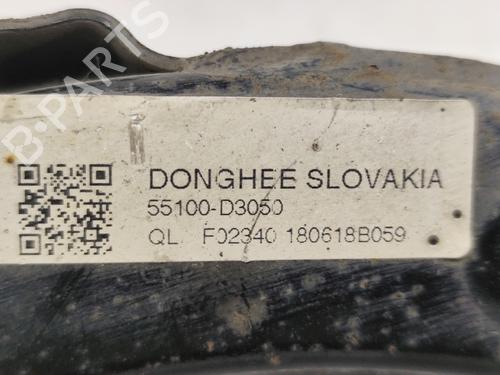 B-PARTS
DONGHEE SLOVAKIA
55100-D3050
QL F02340 180618B059